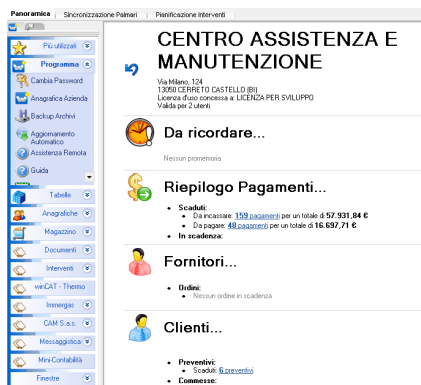 Panoramica
Sincronizzazione Palmari
Pianificazione Interventi
Più utilizzati
Programma
Cambia Password
Anagrafica Azienda
Backup Archivi
Aggiornamento
Automatico
Assistenza Remota
Guida
Tabelle
Anagrafiche
Magazzino
Documenti
Interventi
winCAT - Thermo
Immergas
CAM S.a.s.
Messaggistica
Mini-Contabilità
Finestre
CENTRO ASSISTENZA E
MANUTENZIONE
Via Milano, 124
13050 CERRETO CASTELLO (BI)
Licenza d'uso concessa a: LICENZA PER SVILUPPO
Valida per 2 utenti
Da ricordare...
Nessun promemoria
Riepilogo Pagamenti...
Scaduti:
Da incassare: 159 pagamenti per un totale di 57.931,84 €
Da pagare: 48 pagamenti per un totale di 16.697,71 €
In scadenza:
Fornitori...
Ordini:
Nessun ordine in scadenza
Clienti...
Preventivi:
Scaduti: 6 preventivi
Commesse: